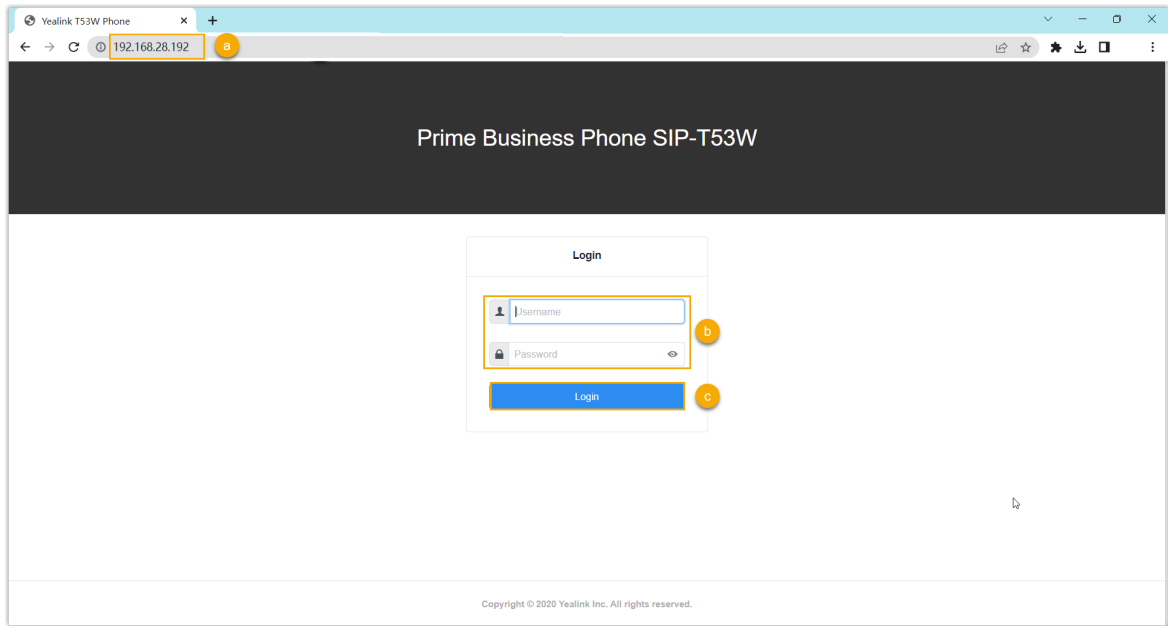 Yealink T53W Phone
192.168.28.192 a
Prime Business Phone SIP-T53W
Login
Username
b
Password
Login c
Copyright © 2020 Yealink Inc. All rights reserved.